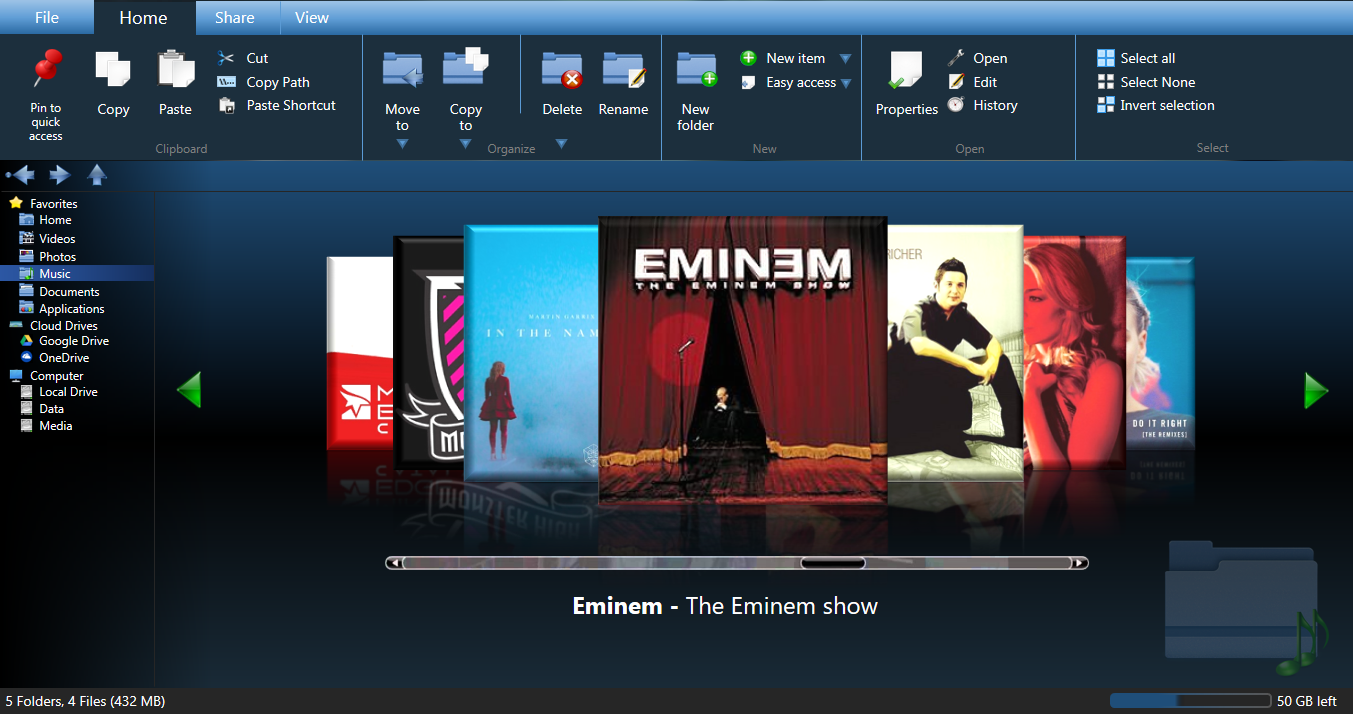 File
Home
Share
View
Pin to
quick
access
Copy
Paste
Cut
Copy Path
Paste Shortcut
Clipboard
Move
to
Copy
to
Delete
Rename
Organize
New
folder
New item
Easy access
New
Properties
Open
Edit
History
Open
Select all
Select None
Invert selection
Select
Favorites
Home
Videos
Photos
Music
Documents
Applications
Cloud Drives
Google Drive
OneDrive
Computer
Local Drive
Data
Media
IN THE NAM
EMINEM
THE EMINEM SHOW
RICHER
DO IT RIGHT
[THE REMIXES]
Eminem - The Eminem show
5 Folders, 4 Files (432 MB)
50 GB left